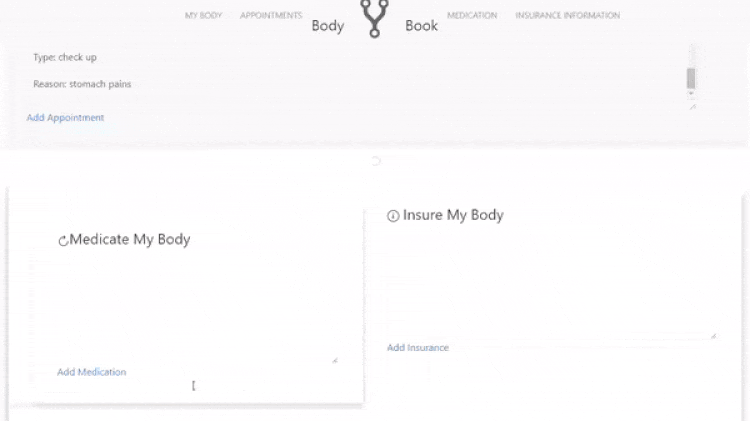 MY BODY APPOINTMENTS Body Book MEDICATION INSURANCE INFORMATION
Type: check up
Reason: stomach pains
Add Appointment
Medicate My Body
Add Medication
Insure My Body
Add Insurance